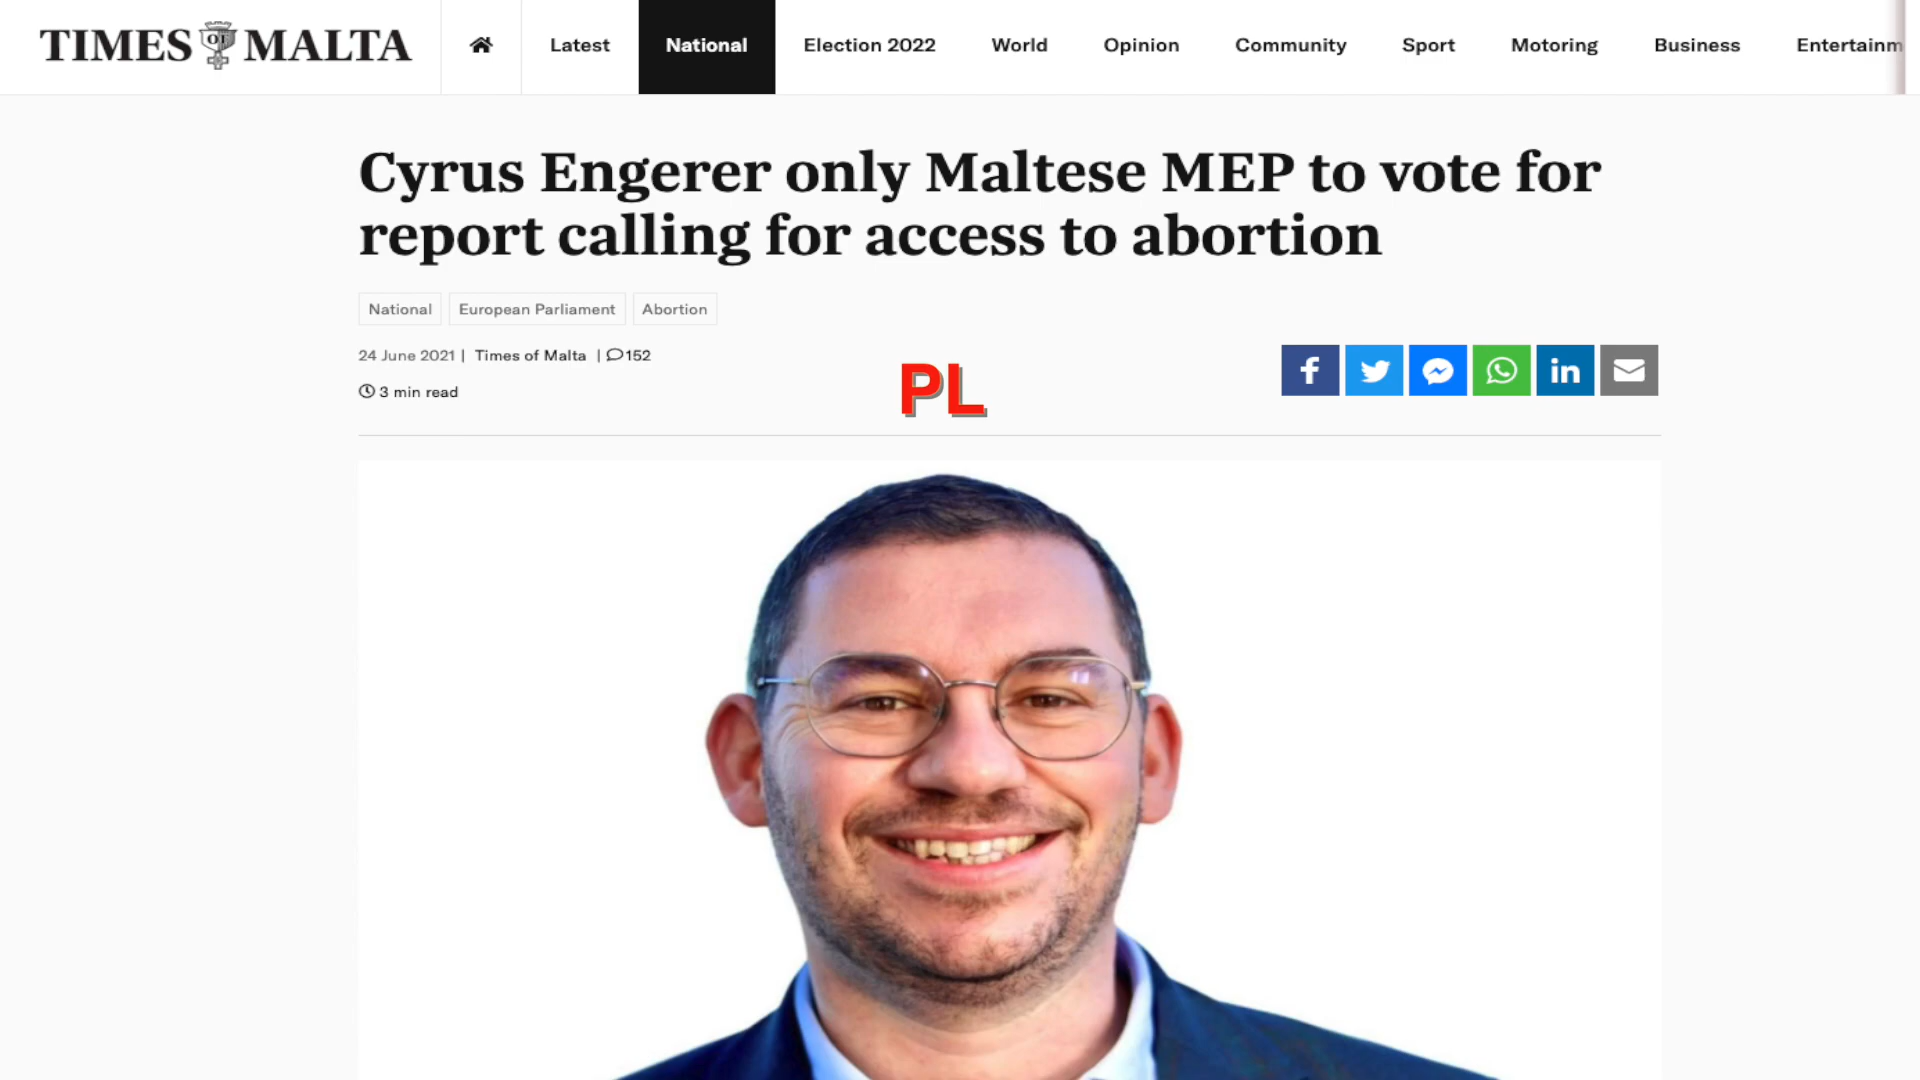 TIMES OF MALTA
Latest
National
Election 2022
World
Opinion
Community
Sport
Motoring
Business
Entertainm
Cyrus Engerer only Maltese MEP to vote for
report calling for access to abortion
National
European Parliament
Abortion
24 June 2021 | Times of Malta | 152
3 min read
PL